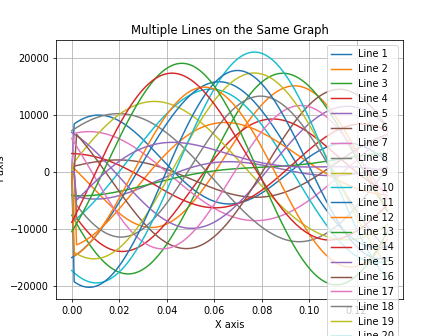 Multiple Lines on the Same Graph
20000
10000
0
−10000
−20000
0.00
0.02
0.04
0.06
0.08
0.10
X axis
Line 1
Line 2
Line 3
Line 4
Line 5
Line 6
Line 7
Line 8
Line 9
Line 10
Line 11
Line 12
Line 13
Line 14
Line 15
Line 16
Line 17
Line 18
Line 19
Line 20